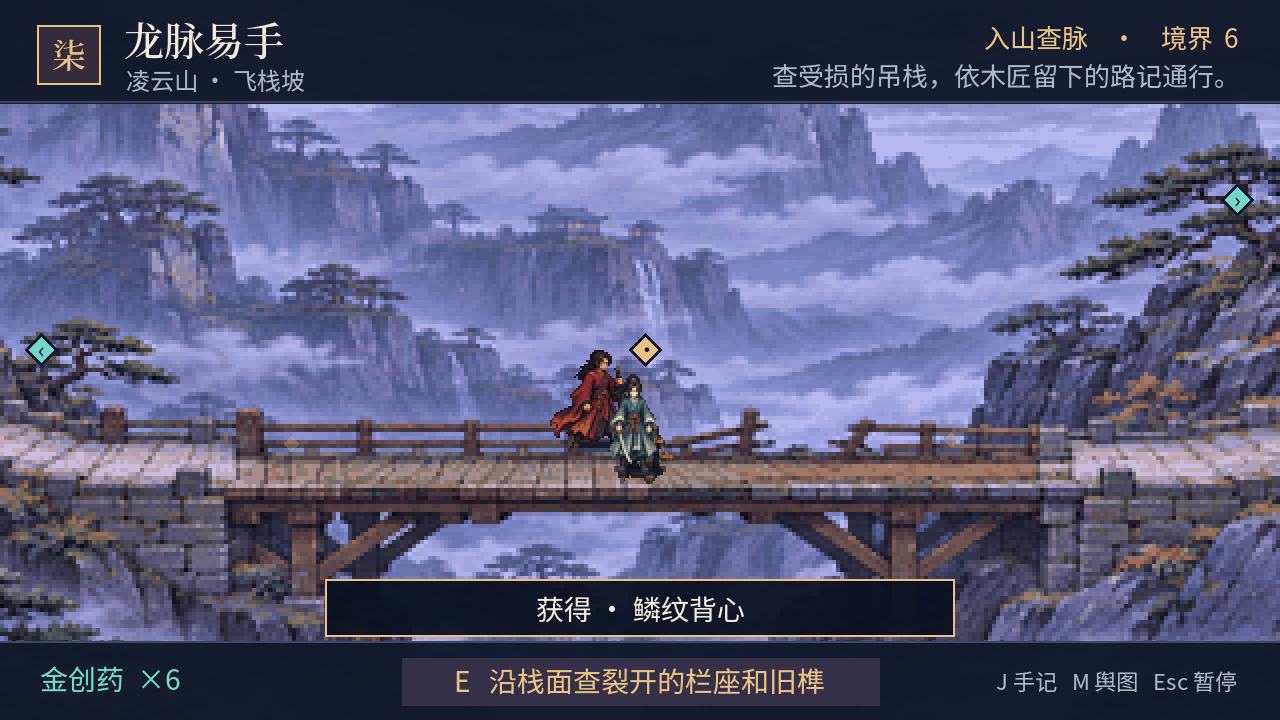 柒
龙脉易手
凌云山 • 飞栈坡
入山查脉 • 境界 6
查受损的吊栈，依木匠留下的路记通行。
获得 • 鳞纹背心
金创药 ×6
E 沿栈面查裂开的栏座和旧榫
J 手记 M 舆图 Esc 暂停